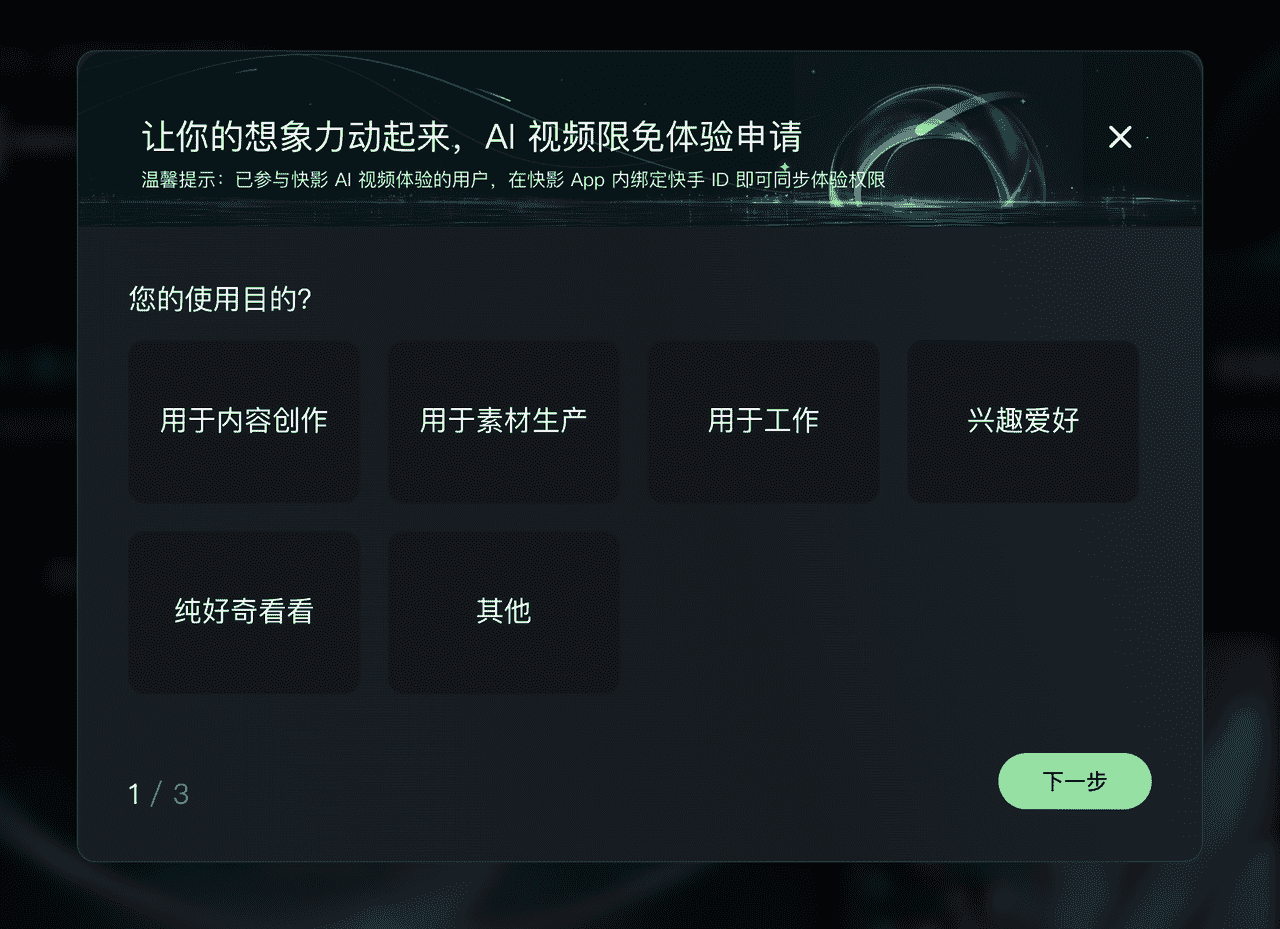 让你的想象力动起来，AI 视频限免体验申请
温馨提示：已参与快影 AI 视频体验的用户，在快影 App 内绑定快手 ID 即可同步体验权限
您的使用目的?
用于内容创作
用于素材生产
用于工作
兴趣爱好
纯好奇看看
其他
1 / 3
下一步